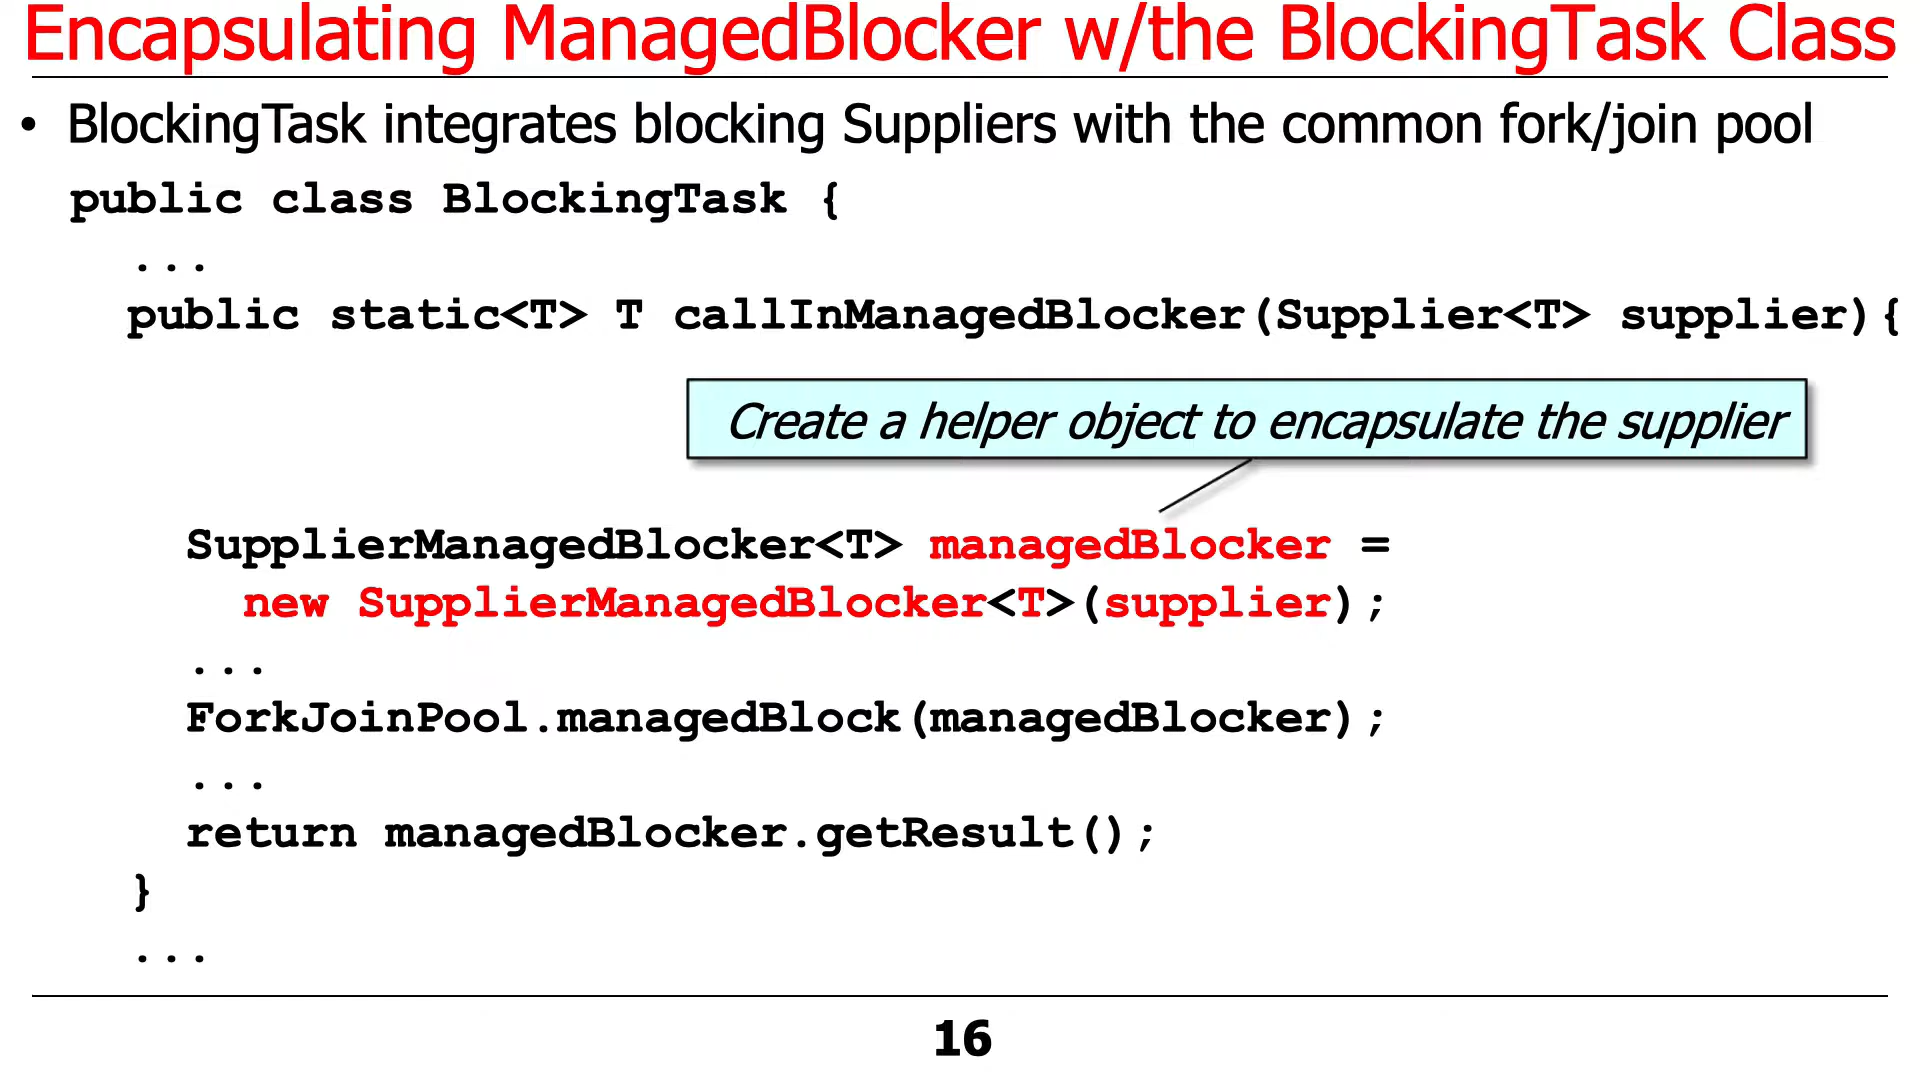 Encapsulating ManagedBlocker w/the BlockingTask Class
• BlockingTask integrates blocking Suppliers with the common fork/join pool
public class BlockingTask {
...
public static<T> T callInManagedBlocker(Supplier<T> supplier){
Create a helper object to encapsulate the supplier
SupplierManagedBlocker<T> managedBlocker =
new SupplierManagedBlocker<T>(supplier);
...
ForkJoinPool.managedBlock(managedBlocker);
...
return managedBlocker.getResult();
}
...
16